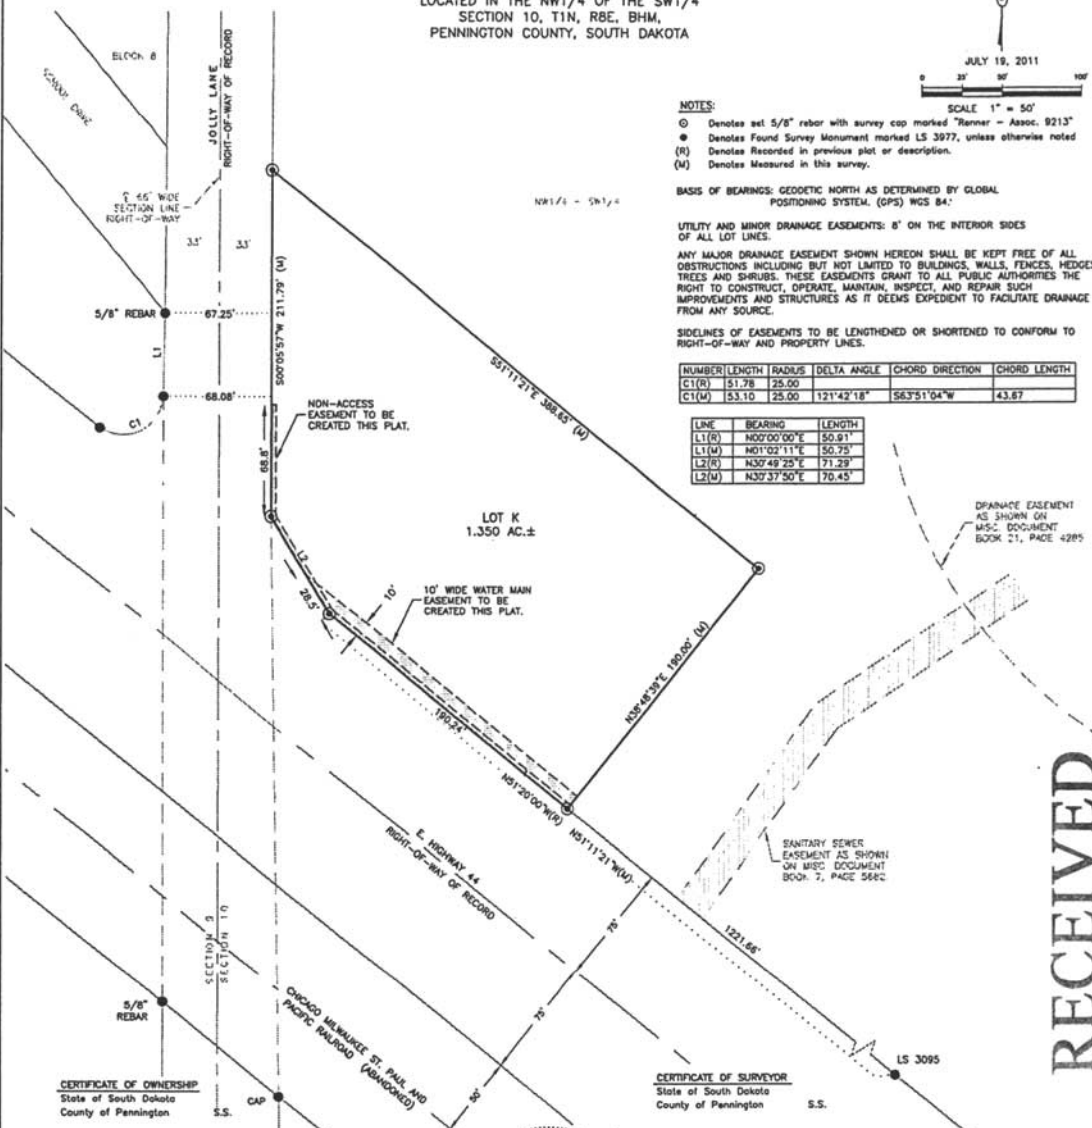 LOCATED IN THE NW1/4 OF THE SW1/4
SECTION 10, T1N, R8E, BHM,
PENNINGTON COUNTY, SOUTH DAKOTA
JULY 19, 2011
0 25' 50' 100'
SCALE 1" = 50'
NOTES:
Denotes set 5/8" rebar with survey cap marked "Renner – Assoc. 9213"
Denotes Found Survey Monument marked LS 3977, unless otherwise noted
(R) Denotes Recorded in previous plat or description.
(M) Denotes Measured in this survey.
BASIS OF BEARINGS: GEODETIC NORTH AS DETERMINED BY GLOBAL
POSITIONING SYSTEM. (GPS) WGS 84.
UTILITY AND MINOR DRAINAGE EASEMENTS: 8' ON THE INTERIOR SIDES
OF ALL LOT LINES.
ANY MAJOR DRAINAGE EASEMENT SHOWN HEREON SHALL BE KEPT FREE OF ALL
OBSTRUCTIONS INCLUDING BUT NOT LIMITED TO BUILDINGS, WALLS, FENCES, HEDGES
TREES AND SHRUBS. THESE EASEMENTS GRANT TO ALL PUBLIC AUTHORITIES THE
RIGHT TO CONSTRUCT, OPERATE, MAINTAIN, INSPECT, AND REPAIR SUCH
IMPROVEMENTS AND STRUCTURES AS IT DEEMS EXPEDIENT TO FACILITATE DRAINAGE
FROM ANY SOURCE.
SIDELINES OF EASEMENTS TO BE LENGTHENED OR SHORTENED TO CONFORM TO
RIGHT-OF-WAY AND PROPERTY LINES.
NUMBER LENGTH RADIUS DELTA ANGLE CHORD DIRECTION CHORD LENGTH
C1(R) 51.78 25.00
C1(M) 53.10 25.00 121°42'18" S63°51'04"W 43.67
LINE BEARING LENGTH
L1(R) N00°00'00"E 50.91'
L1(M) N01°02'11"E 50.75'
L2(R) N30°49'25"E 71.29'
L2(M) N30°37'50"E 70.45'
BLOCK 8
SCHOOL DRIVE
JOLLY LANE
RIGHT-OF-WAY OF RECORD
66' WIDE
SECTION LINE
RIGHT-OF-WAY
33' 33'
NW1/4 - SW1/4
5/8" REBAR
67.25'
S00°05'57"W 211.79' (M)
L1
68.08'
C1
68.8'
NON-ACCESS
EASEMENT TO BE
CREATED THIS PLAT.
S51°11'21"E 388.65' (M)
LOT K
1.350 AC.±
L2
28.5'
10'
10' WIDE WATER MAIN
EASEMENT TO BE
CREATED THIS PLAT.
N38°48'39"E 190.00' (M)
190.24'
N51°20'00"W(R)
N51°11'21"W(M)
DRAINAGE EASEMENT
AS SHOWN ON
MISC. DOCUMENT
BOOK 21, PAGE 4285
SANITARY SEWER
EASEMENT AS SHOWN
ON MISC DOCUMENT
BOOK 7, PAGE 5682
E. HIGHWAY 44
RIGHT-OF-WAY OF RECORD
75'
75'
50'
1221.66'
LS 3095
SECTION 9
SECTION 10
5/8"
REBAR
CHICAGO MILWAUKEE ST. PAUL AND
PACIFIC RAILROAD (ABANDONED)
CAP
RECEIVED
CERTIFICATE OF OWNERSHIP
State of South Dakota
County of Pennington S.S.
CERTIFICATE OF SURVEYOR
State of South Dakota
County of Pennington S.S.